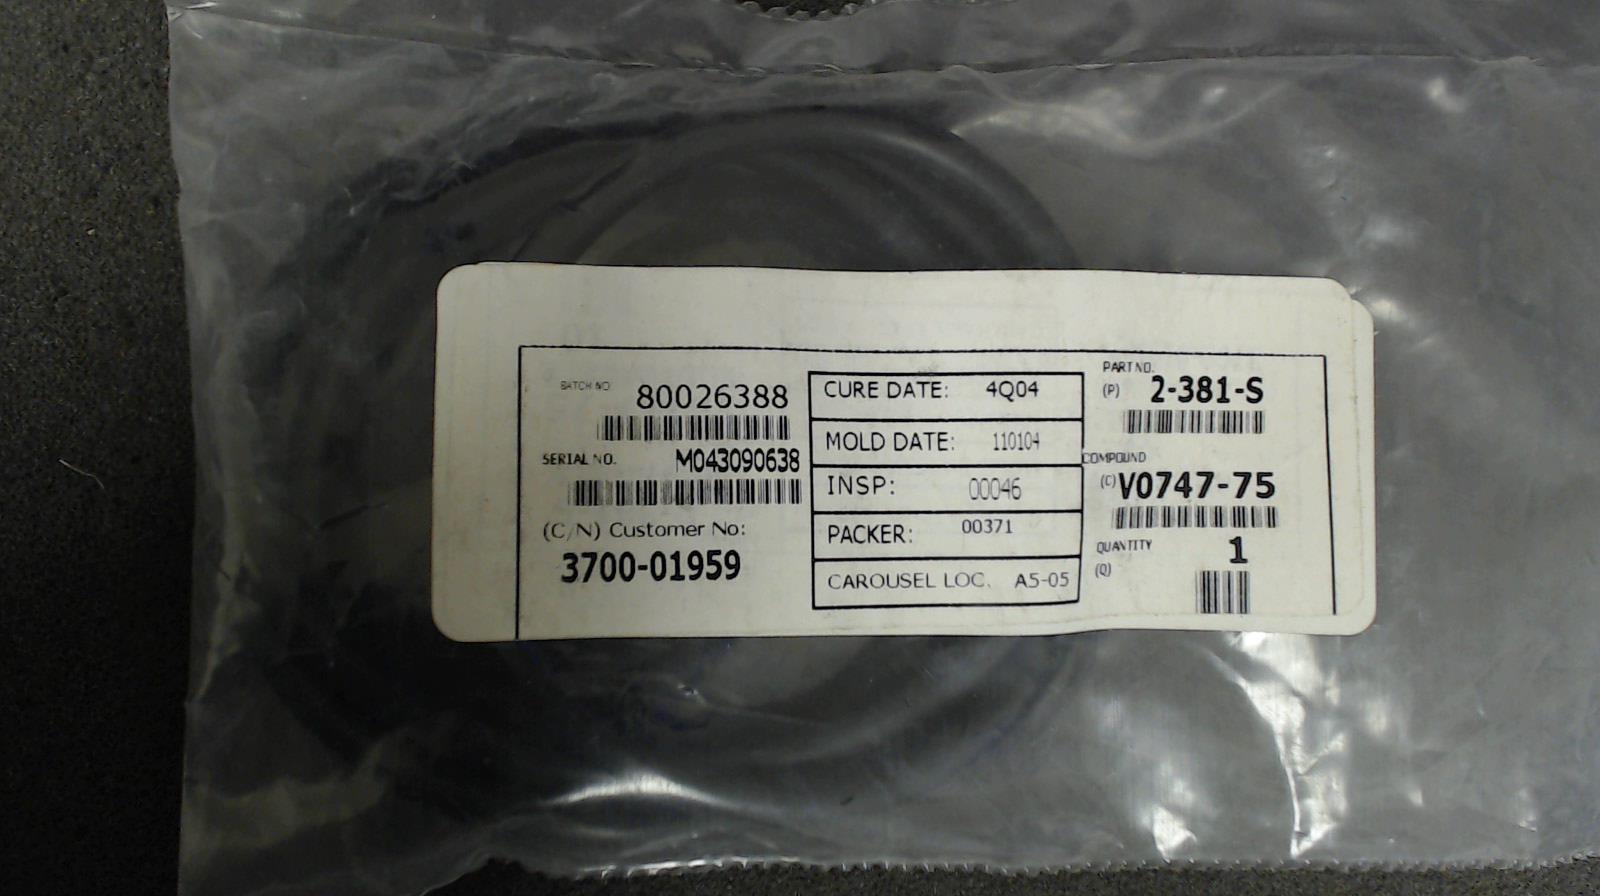 BATCH NO 80026388
SERIAL NO. M043090638
(C/N) Customer No:
3700-01959
CURE DATE: 4Q04
MOLD DATE: 110104
INSP: 00046
PACKER: 00371
CAROUSEL LOC. A5-05
PART NO.
(P) 2-381-S
COMPOUND
(C) V0747-75
QUANTITY 1
(Q)